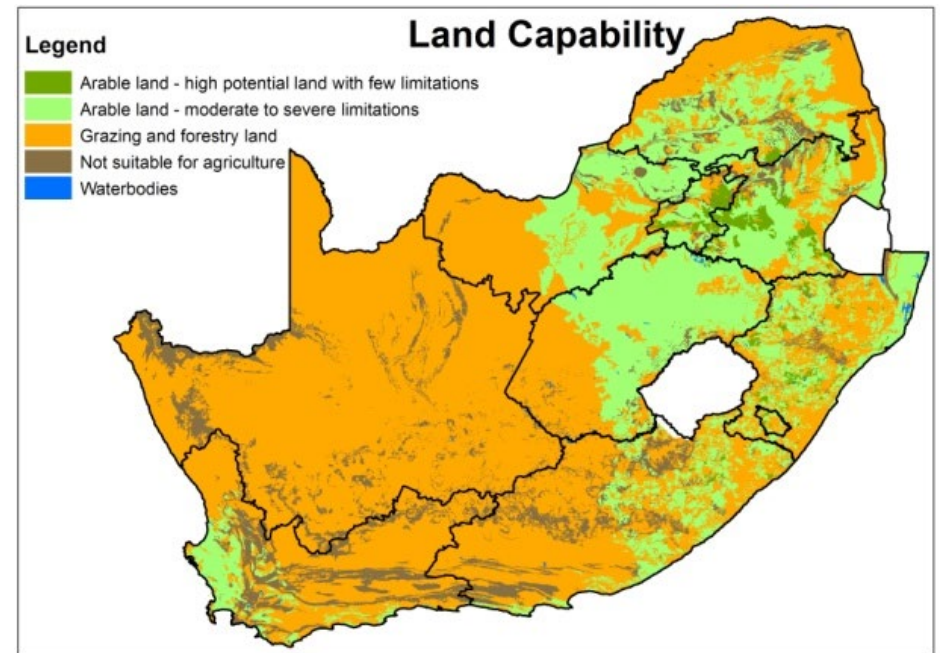 Land Capability
Legend
Arable land - high potential land with few limitations
Arable land - moderate to severe limitations
Grazing and forestry land
Not suitable for agriculture
Waterbodies